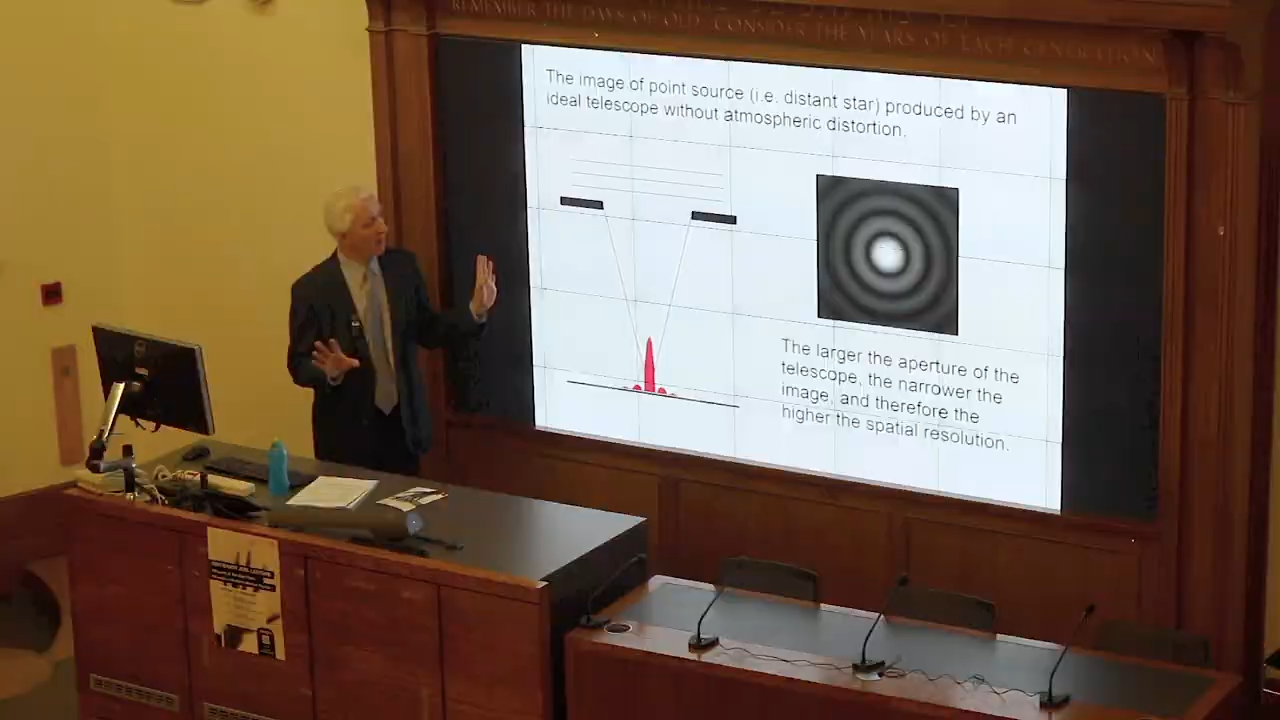 REMEMBER THE DAYS OF OLD CONSIDER THE YEARS OF EACH GENERATION
The image of point source (i.e. distant star) produced by an
ideal telescope without atmospheric distortion.
The larger the aperture of the
telescope, the narrower the
image, and therefore the
higher the spatial resolution.